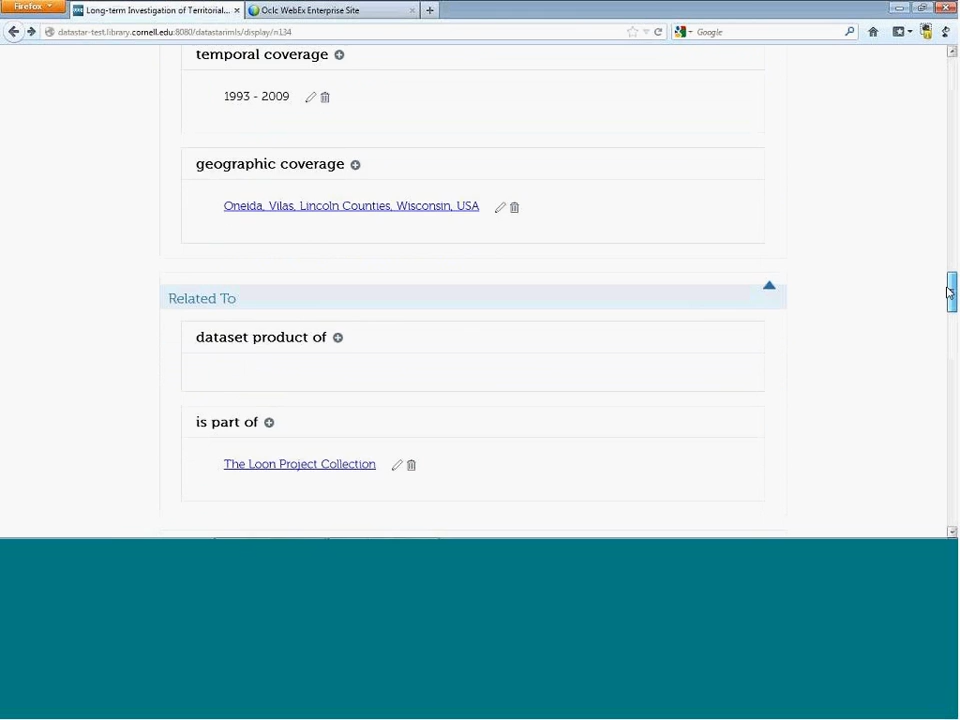 Firefox
Long-term Investigation of Territorial...
Oclc WebEx Enterprise Site
datastar-test.library.cornell.edu:8080/datastarimls/display/n134
Google
temporal coverage
1993 - 2009
geographic coverage
Oneida, Vilas, Lincoln Counties, Wisconsin, USA
Related To
dataset product of
is part of
The Loon Project Collection